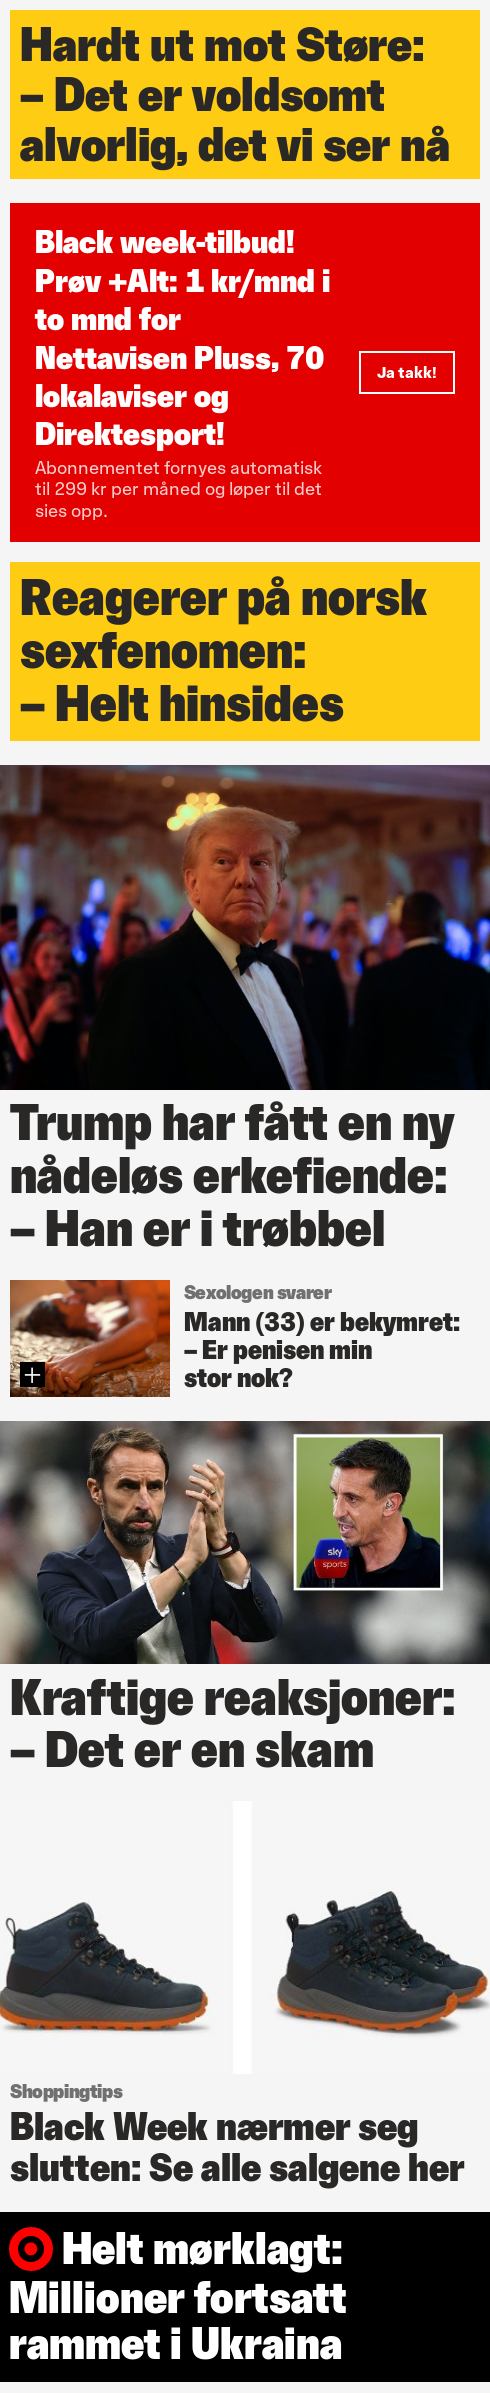 Hardt ut mot Støre:
– Det er voldsomt
alvorlig, det vi ser nå
Black week-tilbud!
Prøv +Alt: 1 kr/mnd i
to mnd for
Nettavisen Pluss, 70
lokalaviser og
Direktesport!
Abonnementet fornyes automatisk
til 299 kr per måned og løper til det
sies opp.
Ja takk!
Reagerer på norsk
sexfenomen:
– Helt hinsides
Trump har fått en ny
nådeløs erkefiende:
– Han er i trøbbel
Sexologen svarer
Mann (33) er bekymret:
– Er penisen min
stor nok?
sky
sports
Kraftige reaksjoner:
– Det er en skam
Shoppingtips
Black Week nærmer seg
slutten: Se alle salgene her
Helt mørklagt:
Millioner fortsatt
rammet i Ukraina